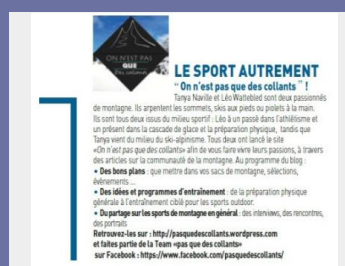 ON N'EST PAS
QUE
des collants
LE SPORT AUTREMENT
"On n'est pas que des collants" !
Tanya Naville et Léo Wattebled sont deux passionnés
de montagne. Ils arpentent les sommets, skis aux pieds ou piolets à la main.
Ils sont tous deux issus du milieu sportif : Léo à un passé dans l'athlétisme et
un présent dans la cascade de glace et la préparation physique, tandis que
Tanya vient du milieu du ski-alpinisme. Tous deux ont lancé le site
«On n'est pas que des collants» afin de vous faire vivre leurs passions, à travers
des articles sur la communauté de la montagne. Au programme du blog :
• Des bons plans : que mettre dans vos sacs de montagne, sélections,
évènements ...
• Des idées et programmes d'entraînement : de la préparation physique
générale à l'entraînement ciblé pour les sports outdoor.
• Du partage sur les sports de montagne en général : des interviews, des rencontres,
des portraits
Retrouvez-les sur : http://pasquedescollants.wordpress.com
et faites partie de la Team «pas que des collants»
sur Facebook : https://www.facebook.com/pasquedescollants/